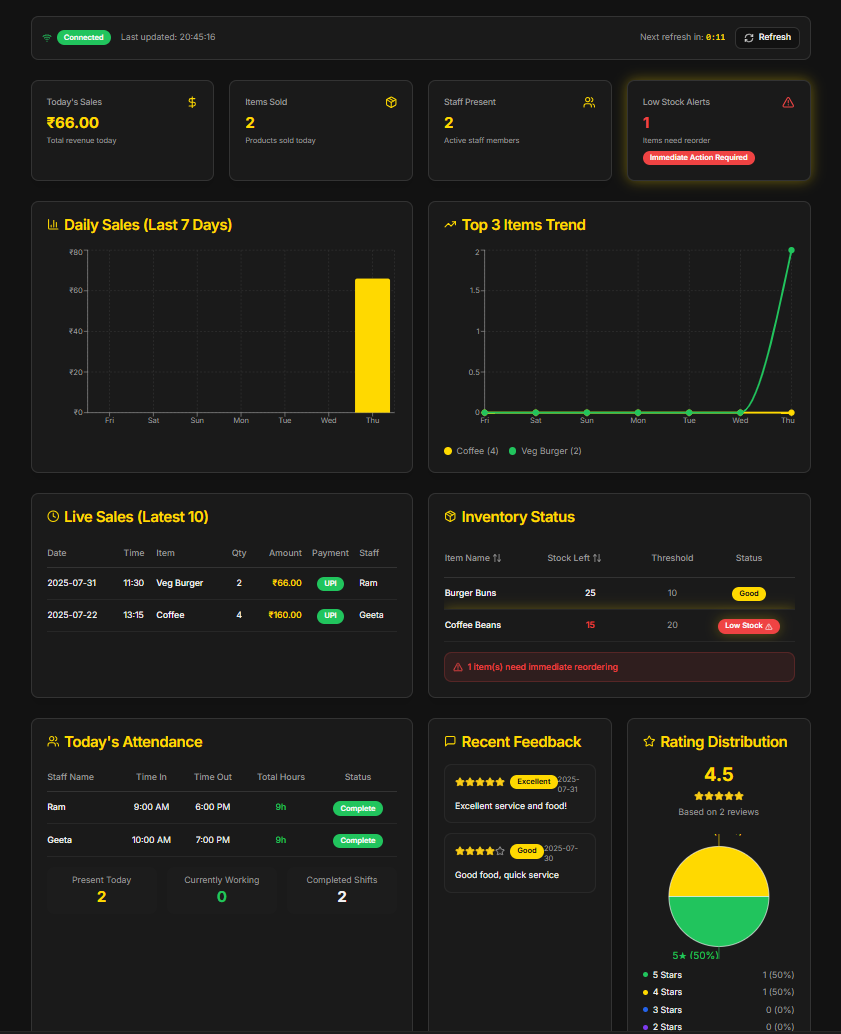 Connected Last updated: 20:45:16 Next refresh in: 0:11 Refresh
Today's Sales
₹66.00
Total revenue today
Items Sold
2
Products sold today
Staff Present
2
Active staff members
Low Stock Alerts
1
Items need reorder
Immediate Action Required
Daily Sales (Last 7 Days)
₹80
₹60
₹40
₹20
₹0
Fri Sat Sun Mon Tue Wed Thu
Top 3 Items Trend
2
1.5
1
0.5
0
Fri Sat Sun Mon Tue Wed Thu
Coffee (4) Veg Burger (2)
Live Sales (Latest 10)
Date Time Item Qty Amount Payment Staff
2025-07-31 11:30 Veg Burger 2 ₹66.00 UPI Ram
2025-07-22 13:15 Coffee 4 ₹160.00 UPI Geeta
Inventory Status
Item Name Stock Left Threshold Status
Burger Buns 25 10 Good
Coffee Beans 15 20 Low Stock
1 item(s) need immediate reordering
Today's Attendance
Staff Name Time In Time Out Total Hours Status
Ram 9:00 AM 6:00 PM 9h Complete
Geeta 10:00 AM 7:00 PM 9h Complete
Present Today Currently Working Completed Shifts
2 0 2
Recent Feedback
Excellent 2025-
07-31
Excellent service and food!
Good 2025-07-
30
Good food, quick service
Rating Distribution
4.5
Based on 2 reviews
5★ (50%)
5 Stars 1 (50%)
4 Stars 1 (50%)
3 Stars 0 (0%)
2 Stars 0 (0%)